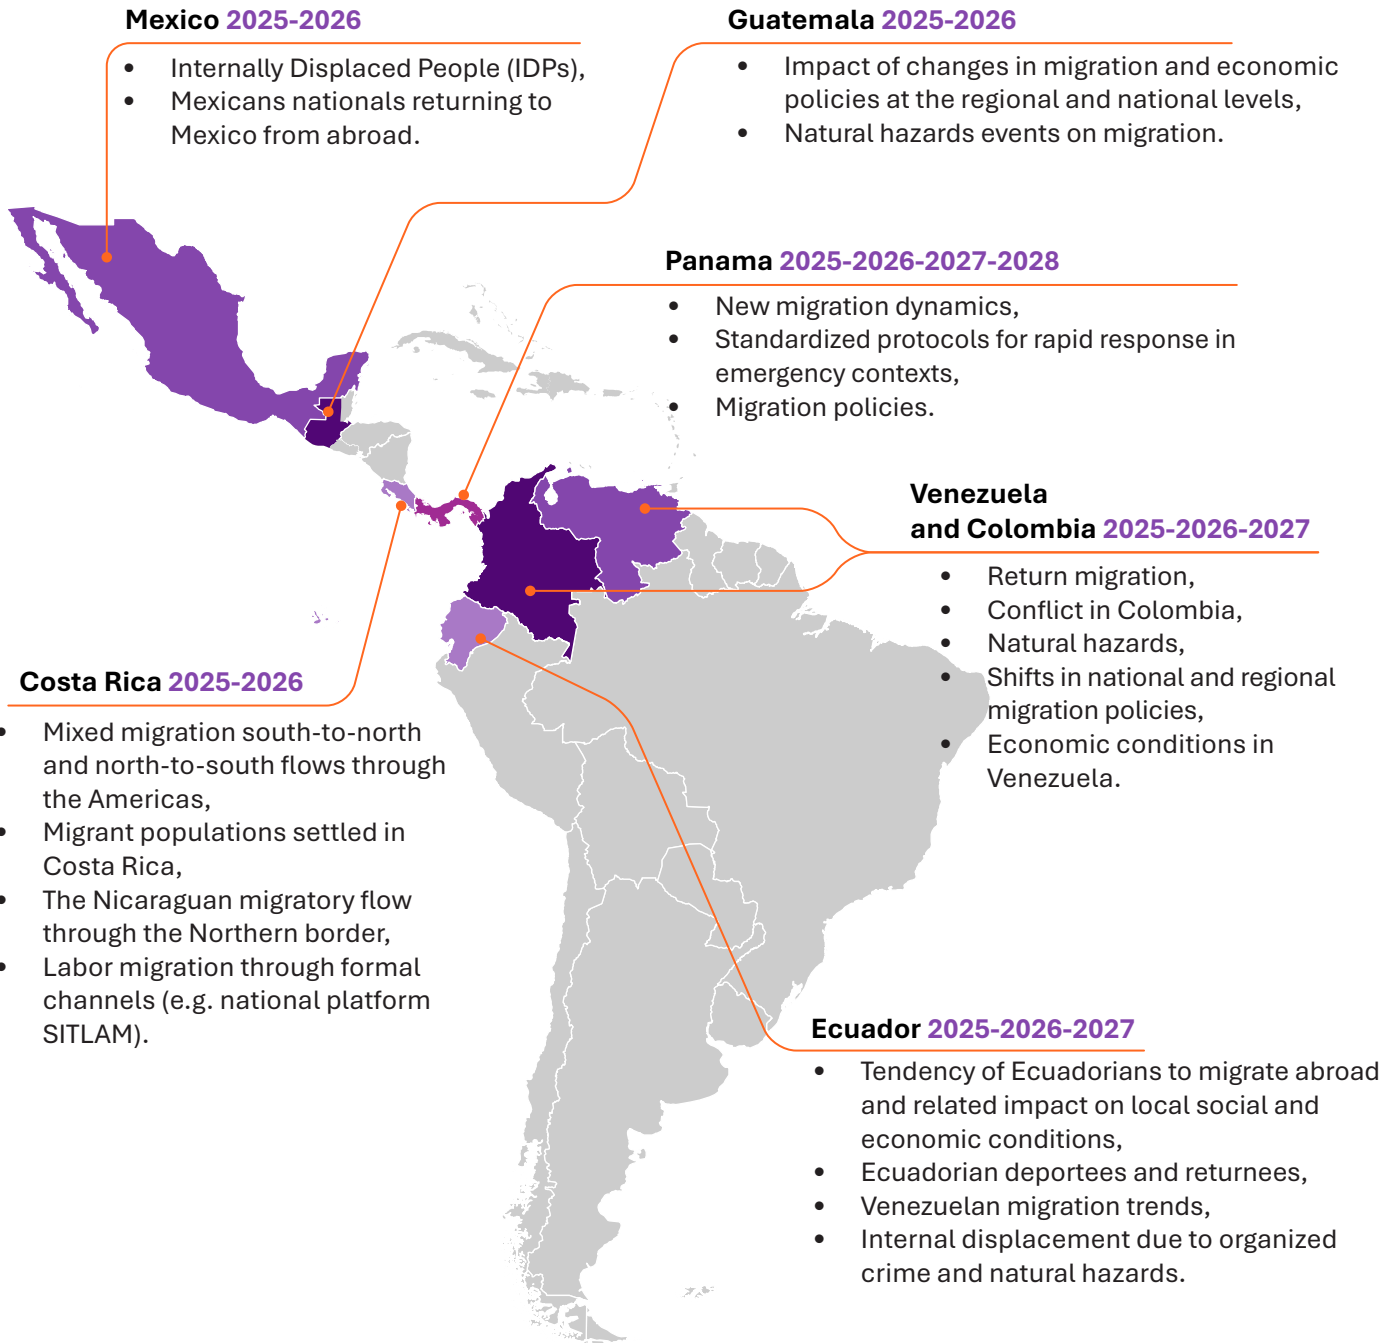 Mexico 2025-2026
• Internally Displaced People (IDPs),
• Mexicans nationals returning to
Mexico from abroad.
Guatemala 2025-2026
• Impact of changes in migration and economic
policies at the regional and national levels,
• Natural hazards events on migration.
Panama 2025-2026-2027-2028
• New migration dynamics,
• Standardized protocols for rapid response in
emergency contexts,
• Migration policies.
Venezuela
and Colombia 2025-2026-2027
• Return migration,
• Conflict in Colombia,
• Natural hazards,
• Shifts in national and regional
migration policies,
• Economic conditions in
Venezuela.
Costa Rica 2025-2026
• Mixed migration south-to-north
and north-to-south flows through
the Americas,
• Migrant populations settled in
Costa Rica,
• The Nicaraguan migratory flow
through the Northern border,
• Labor migration through formal
channels (e.g. national platform
SITLAM).
Ecuador 2025-2026-2027
• Tendency of Ecuadorians to migrate abroad
and related impact on local social and
economic conditions,
• Ecuadorian deportees and returnees,
• Venezuelan migration trends,
• Internal displacement due to organized
crime and natural hazards.